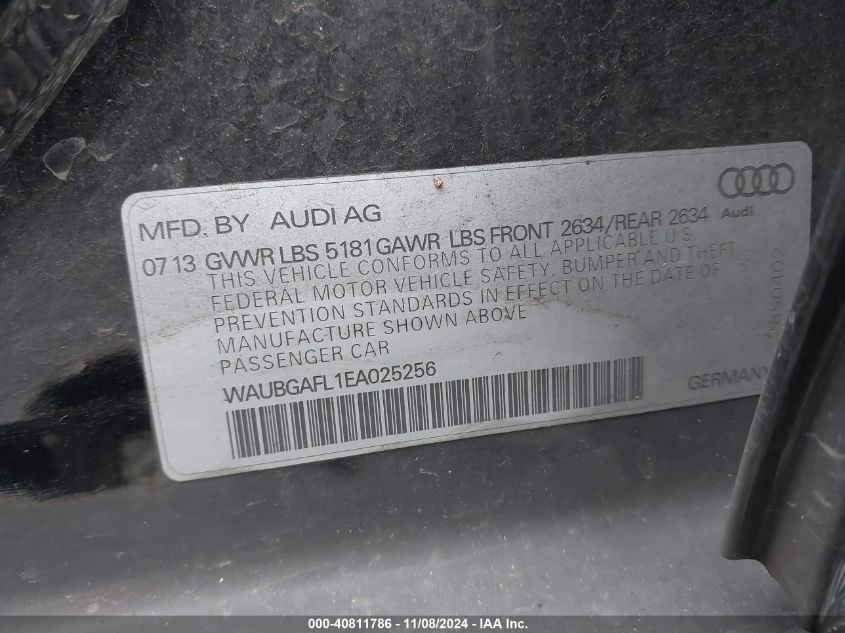 MFD. BY AUDI AG
Audi
07 13 GVWR LBS 5181 GAWR LBS FRONT 2634/REAR 2634
THIS VEHICLE CONFORMS TO ALL APPLICABLE U.S
FEDERAL MOTOR VEHICLE SAFETY, BUMPER AND THEFT
PREVENTION STANDARDS IN EFFECT ON THE DATE OF
MANUFACTURE SHOWN ABOVE
PASSENGER CAR
WAUBGAFL1EA025256
GERMANY
000-40811786 - 11/08/2024 - IAA Inc.